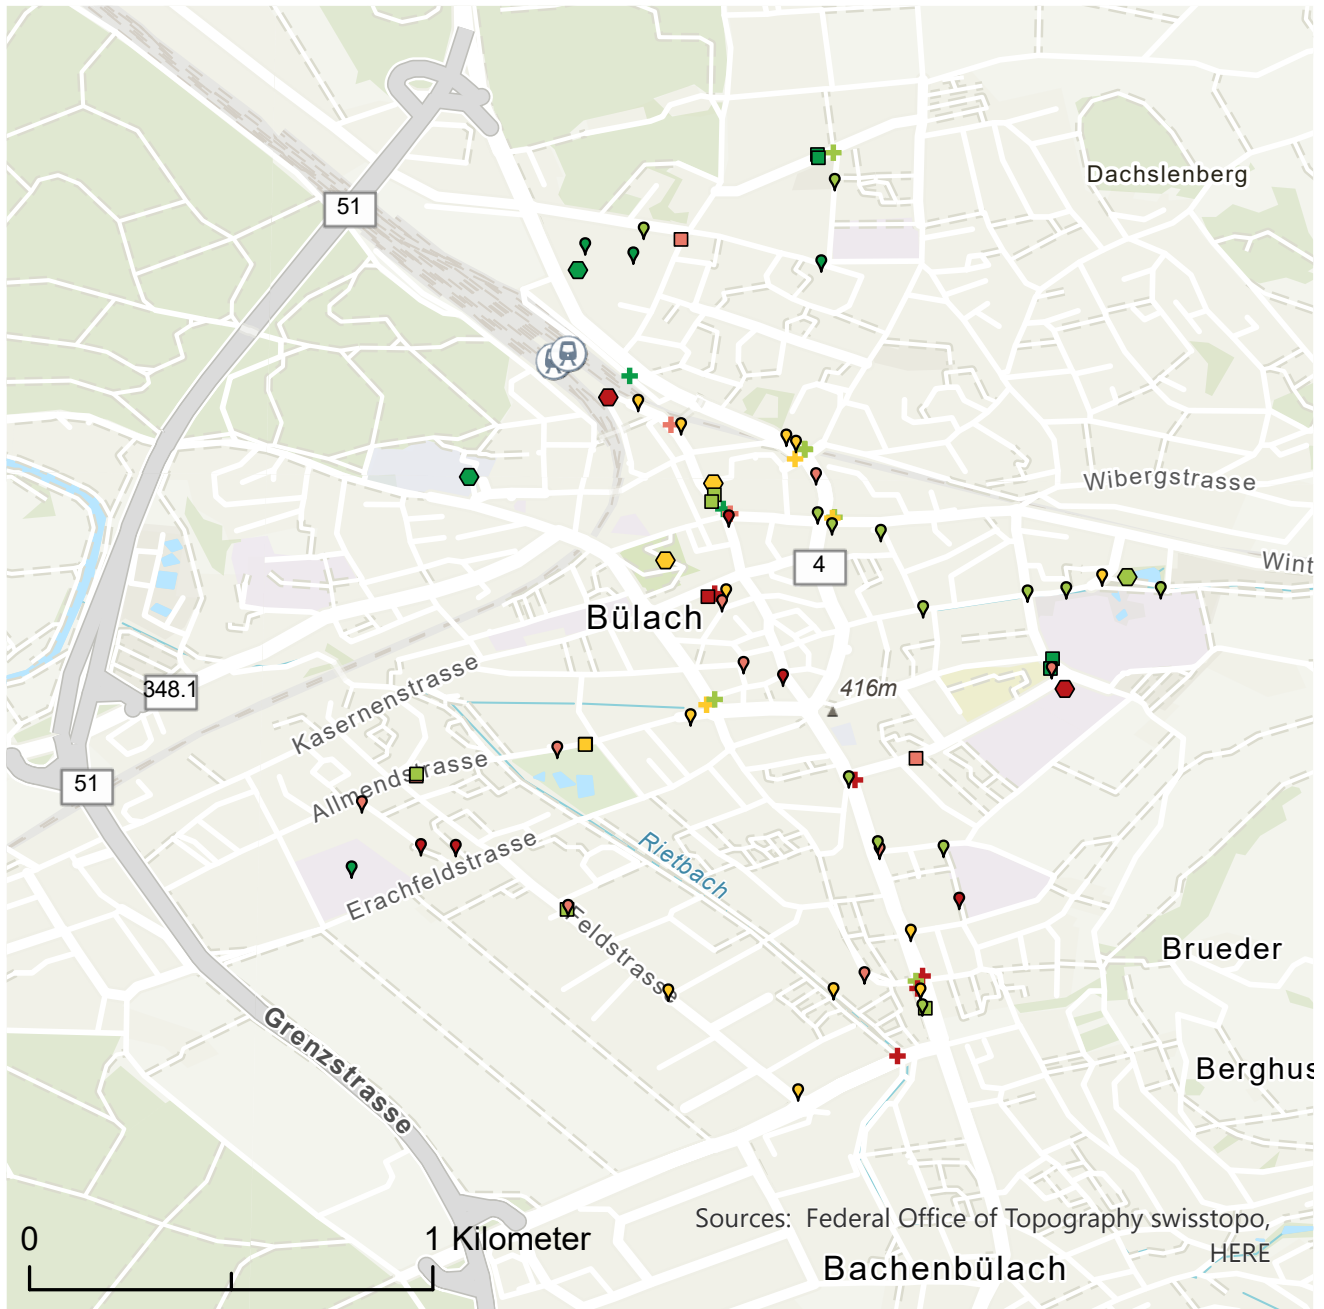 Dachslenberg
51
Wibergstrasse
Wint
4
Bülach
416m
348.1
Kasernenstrasse
Allmendstrasse
51
Erachfeldstrasse
Rietbach
Feldstrasse
Brueder
Grenzstrasse
Berghus
Sources:  Federal Office of Topography swisstopo,
HERE
0
1 Kilometer
Bachenbülach